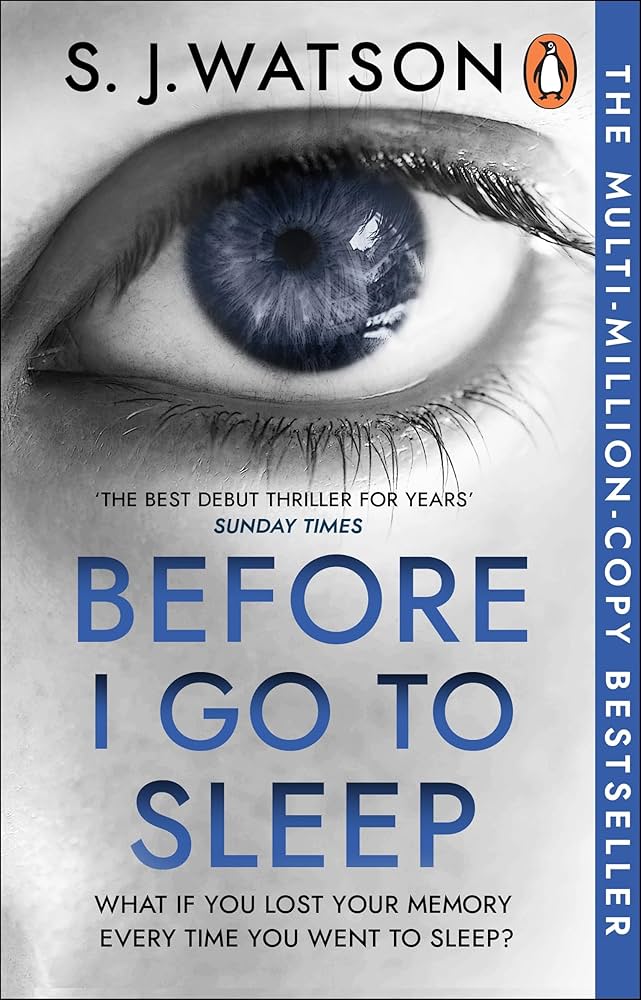 S. J. WATSON
THE MULTI-MILLION-COPY BESTSELLER
‘THE BEST DEBUT THRILLER FOR YEARS’
SUNDAY TIMES
BEFORE
I GO TO
SLEEP
WHAT IF YOU LOST YOUR MEMORY
EVERY TIME YOU WENT TO SLEEP?